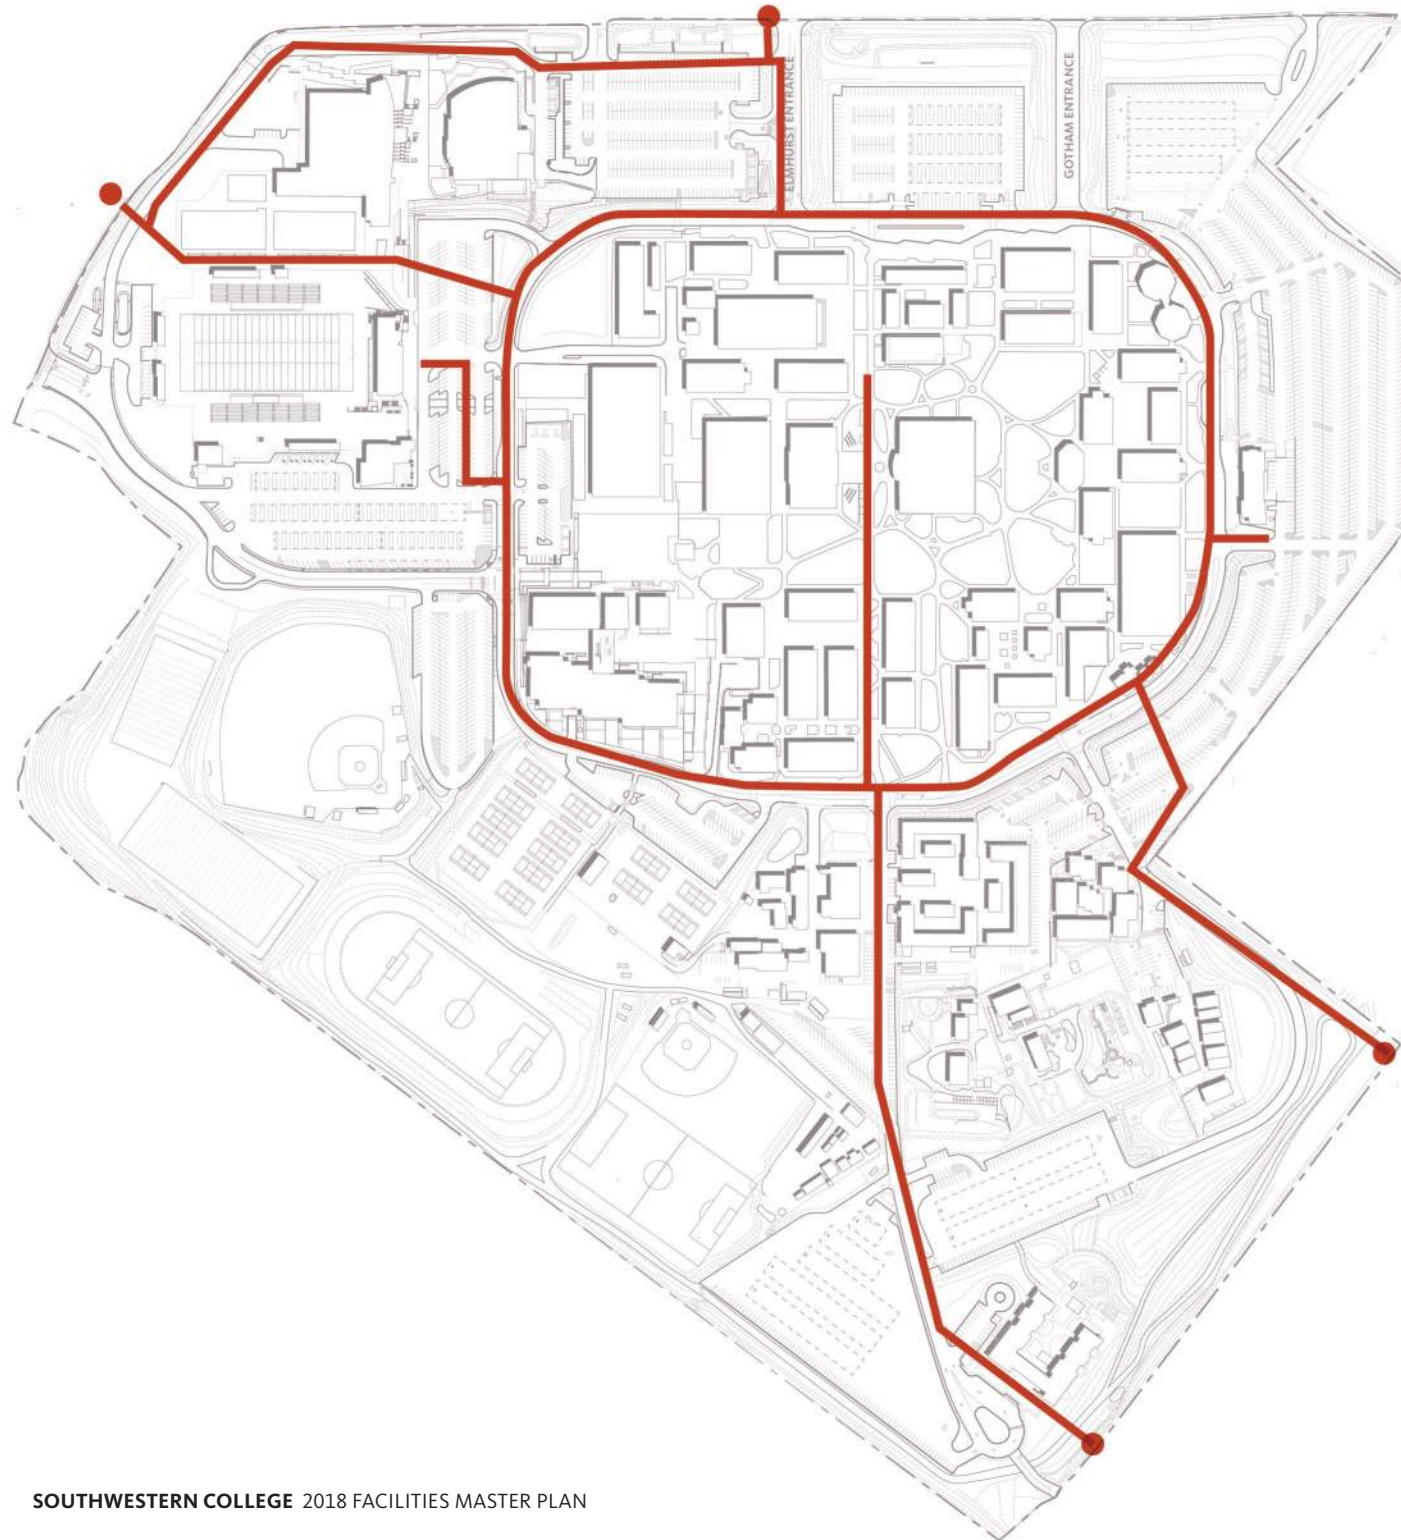 ELMHURST ENTRANCE
GOTHAM ENTRANCE
SOUTHWESTERN COLLEGE 2018 FACILITIES MASTER PLAN